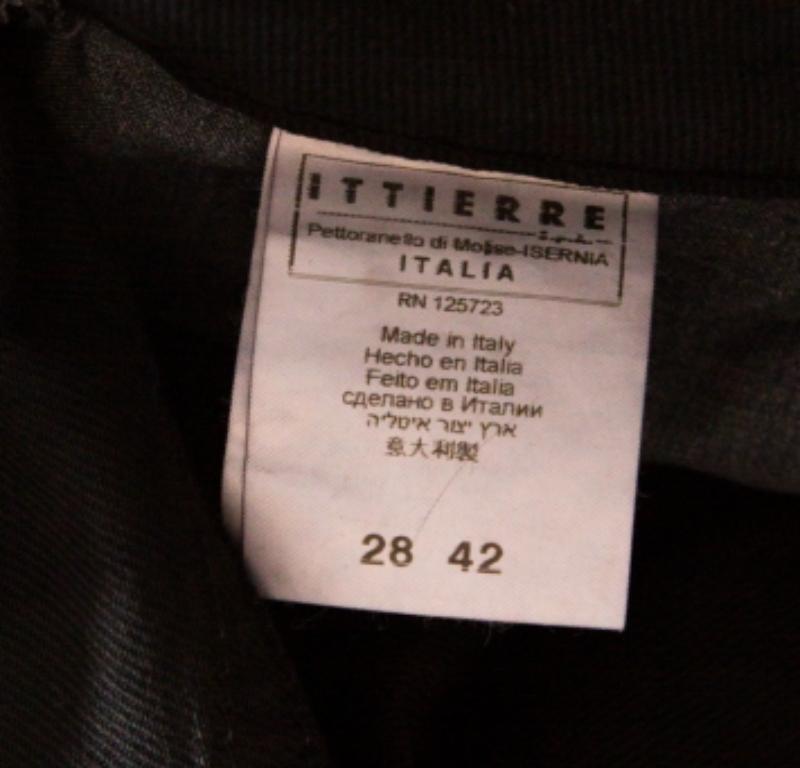 ITTIERRE
S.p.A.
Pettoranello di Molise-ISERNIA
ITALIA
RN 125723
Made in Italy
Hecho en Italia
Feito em Italia
сделано в Италии
ארץ יצור איטליה
意大利製
28 42